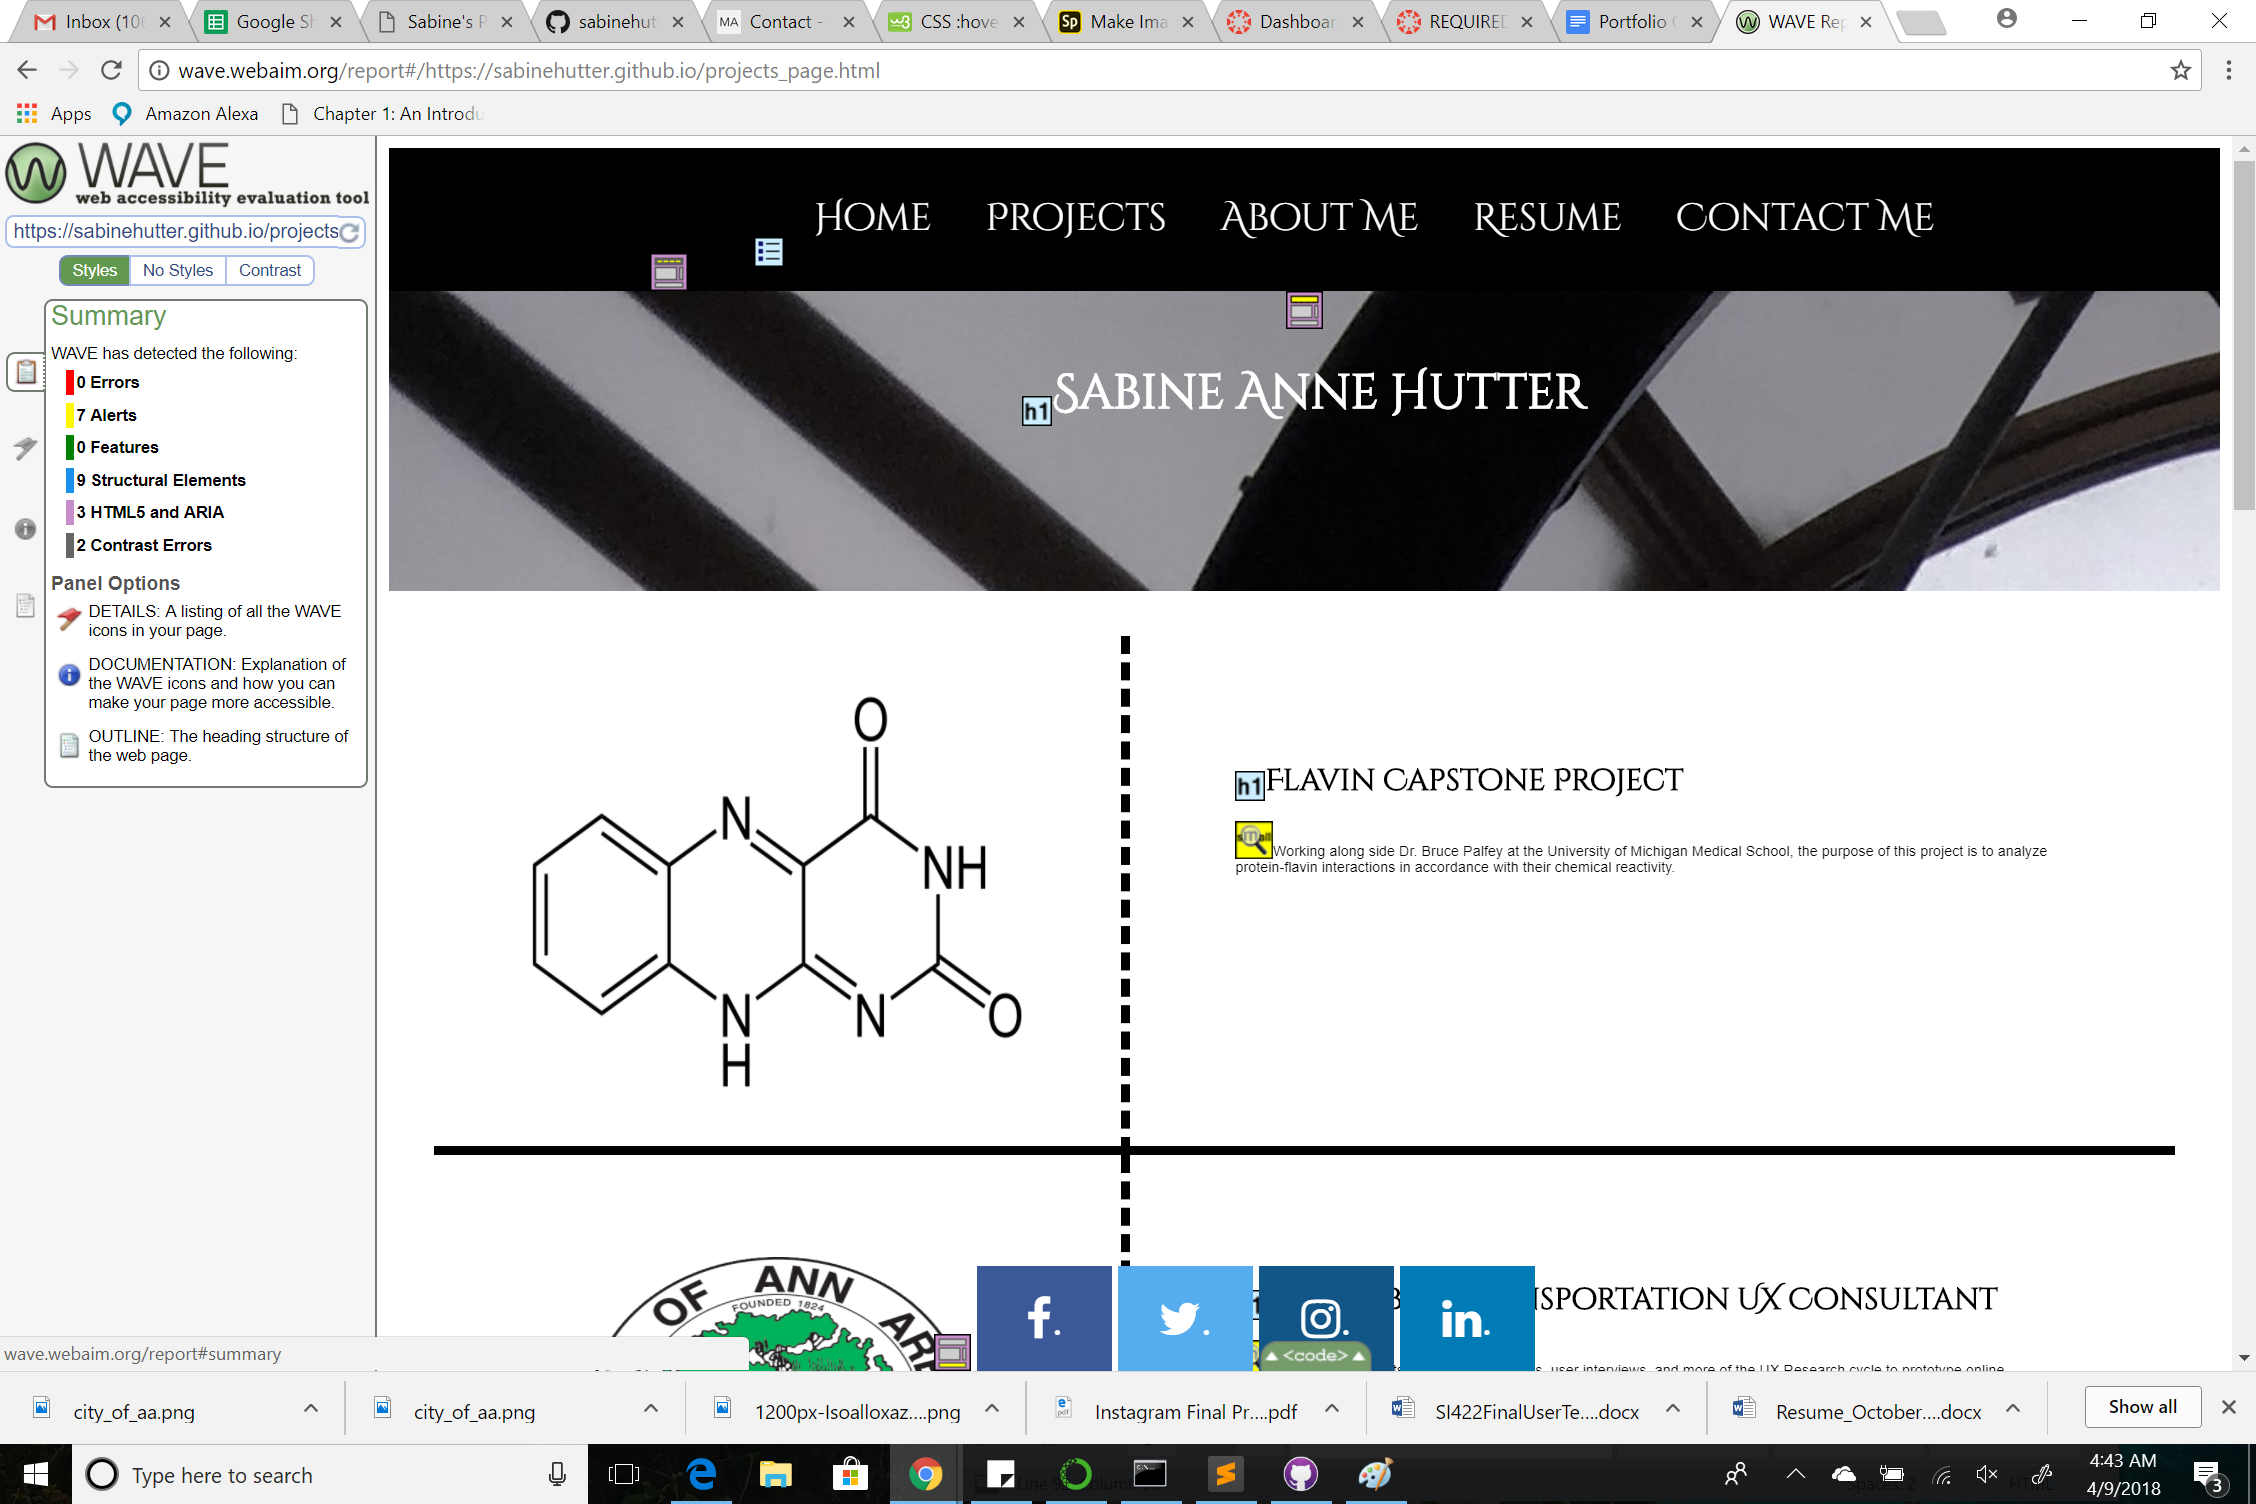 Inbox (10
Google Sh
Sabine's P
sabinehut
MA
Contact -
CSS :hove
Sp
Make Ima
Dashboar
REQUIRED
Portfolio
WAVE Rep
wave.webaim.org/report#/https://sabinehutter.github.io/projects_page.html
Apps
Amazon Alexa
Chapter 1: An Introdu
WAVE
web accessibility evaluation tool
https://sabinehutter.github.io/projects
Styles
No Styles
Contrast
Summary
WAVE has detected the following:
0 Errors
7 Alerts
0 Features
9 Structural Elements
3 HTML5 and ARIA
2 Contrast Errors
Panel Options
DETAILS: A listing of all the WAVE
icons in your page.
DOCUMENTATION: Explanation of
the WAVE icons and how you can
make your page more accessible.
OUTLINE: The heading structure of
the web page.
Home
Projects
About Me
Resume
Contact Me
h1
Sabine Anne Hutter
O
N
NH
N
H
N
O
h1
Flavin Capstone Project
small
Working along side Dr. Bruce Palfey at the University of Michigan Medical School, the purpose of this project is to analyze
protein-flavin interactions in accordance with their chemical reactivity.
OF ANN AR
FOUNDED 1824
nsportation UX Consultant
f.
in.
<code>
s, user interviews, and more of the UX Research cycle to prototype online
wave.webaim.org/report#summary
city_of_aa.png
city_of_aa.png
1200px-Isoalloxaz....png
Instagram Final Pr....pdf
SI422FinalUserTe....docx
Resume_October....docx
Show all
Type here to search
4:43 AM
4/9/2018
3